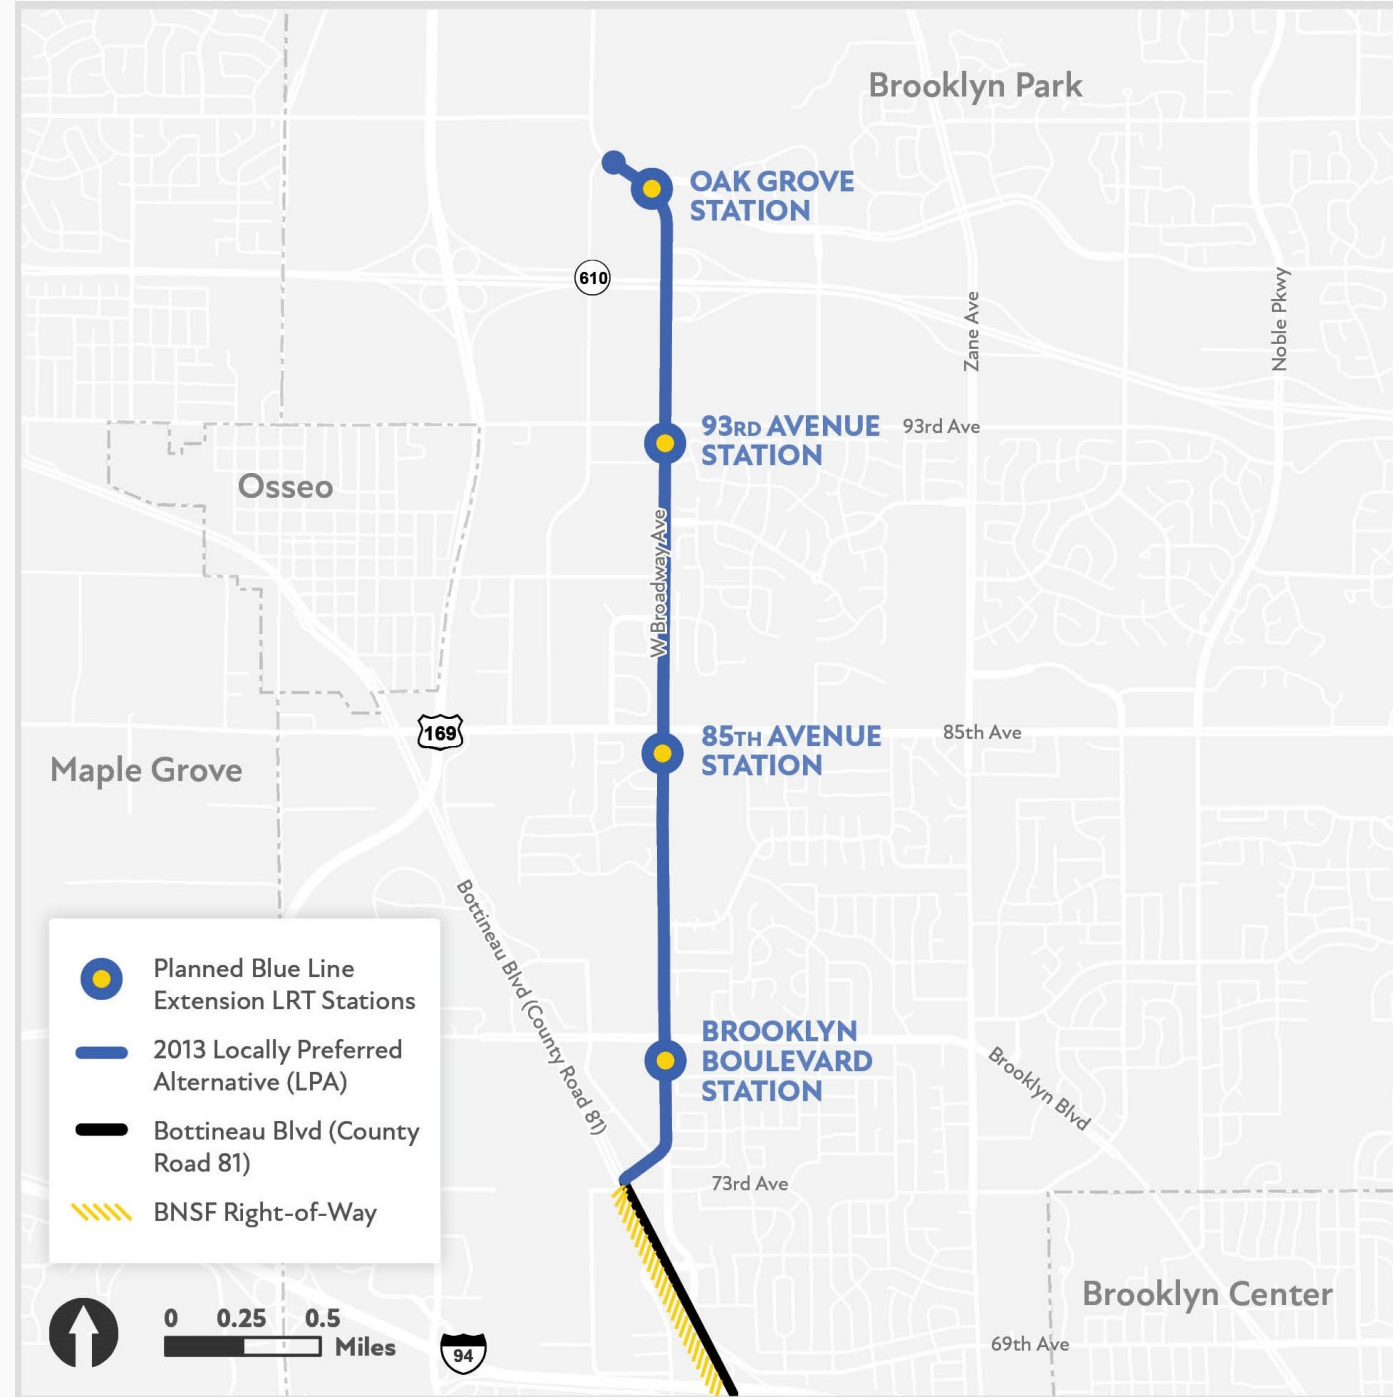 Brooklyn Park
OAK GROVE
STATION
610
Zane Ave
Noble Pkwy
93RD AVENUE
STATION
93rd Ave
Osseo
W Broadway Ave
169
85TH AVENUE
STATION
85th Ave
Maple Grove
Bottineau Blvd (County Road 81)
BROOKLYN
BOULEVARD
STATION
Brooklyn Blvd
73rd Ave
Planned Blue Line
Extension LRT Stations
2013 Locally Preferred
Alternative (LPA)
Bottineau Blvd (County
Road 81)
BNSF Right-of-Way
Brooklyn Center
0 0.25 0.5
Miles
94
69th Ave